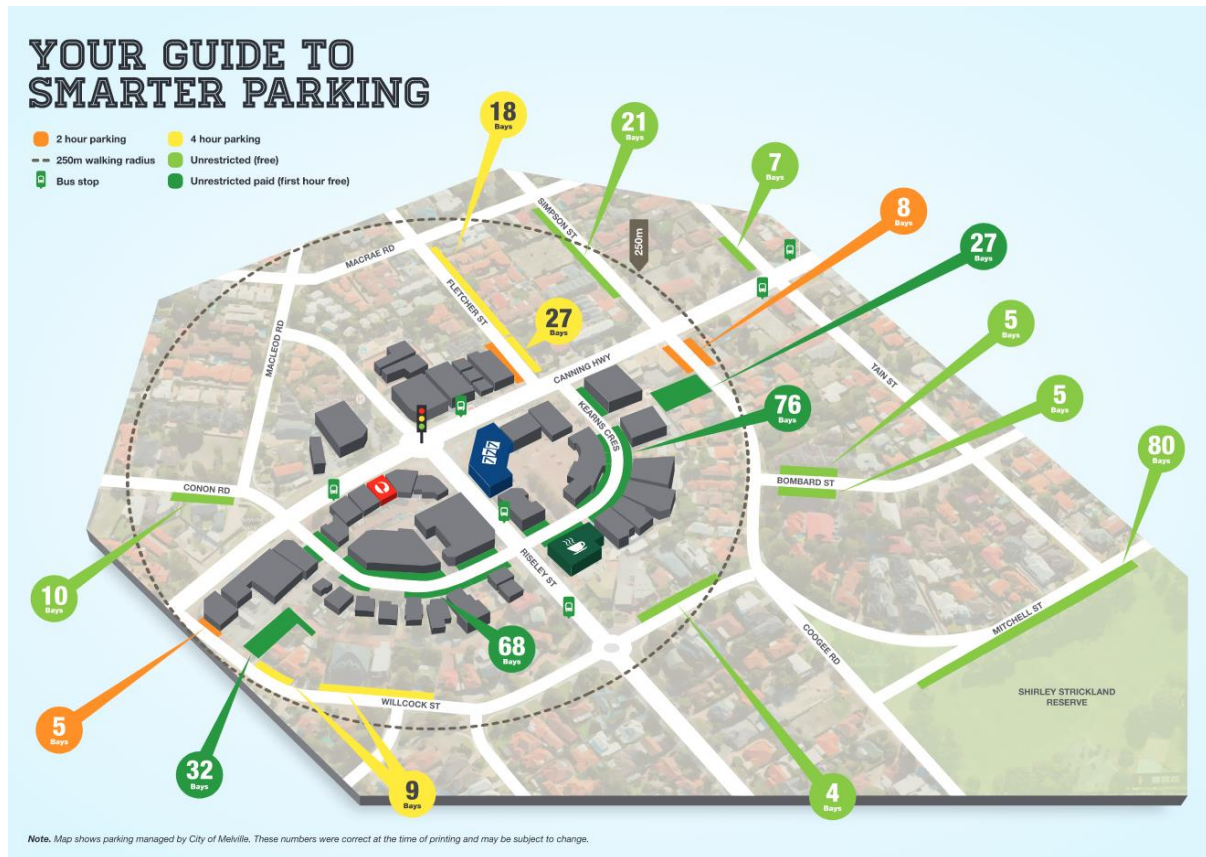 YOUR GUIDE TO
SMARTER PARKING
2 hour parking
4 hour parking
250m walking radius
Unrestricted (free)
Bus stop
Unrestricted paid (first hour free)
18
Bays
21
Bays
7
Bays
8
Bays
27
Bays
5
Bays
5
Bays
80
Bays
76
Bays
27
Bays
250m
SIMPSON ST
MACRAE RD
FLETCHER ST
MACLEOD RD
CANNING HWY
TAIN ST
KEARNS CRES
777
BOMBARD ST
CONON RD
RISELEY ST
MITCHELL ST
COOGEE RD
SHIRLEY STRICKLAND
RESERVE
WILLCOCK ST
10
Bays
68
Bays
5
Bays
32
Bays
9
Bays
4
Bays
Note. Map shows parking managed by City of Melville. These numbers were correct at the time of printing and may be subject to change.